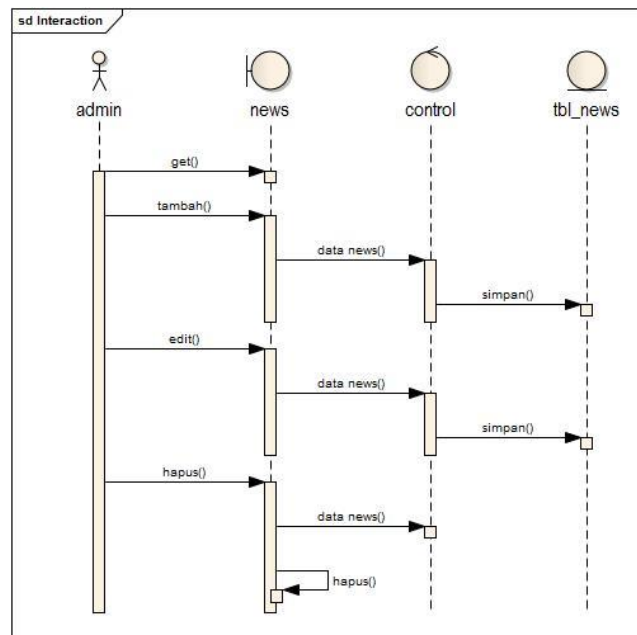 sd Interaction
admin
news
control
tbl_news
get()
tambah()
data news()
simpan()
edit()
data news()
simpan()
hapus()
data news()
hapus()